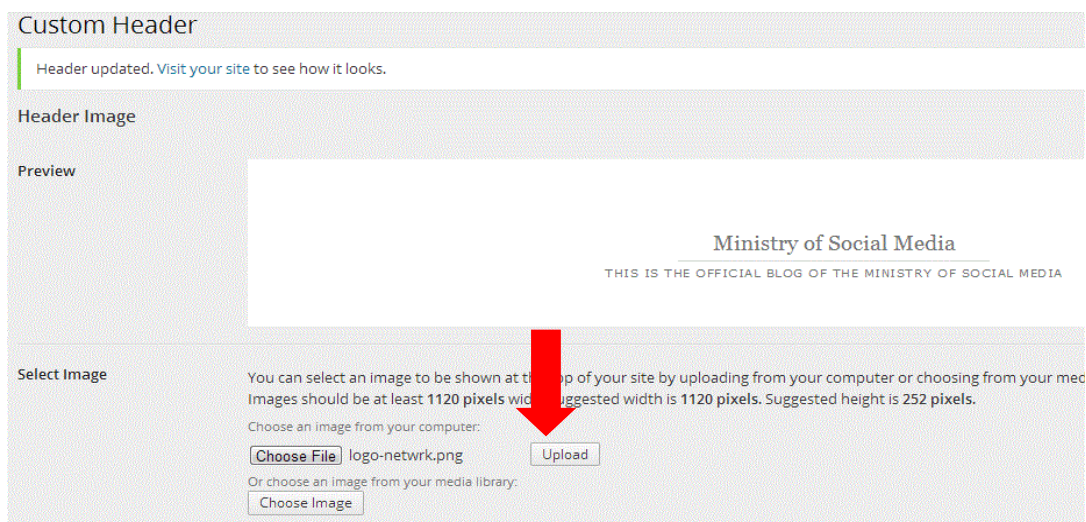 Custom Header
Header updated. Visit your site to see how it looks.
Header Image
Preview
Ministry of Social Media
THIS IS THE OFFICIAL BLOG OF THE MINISTRY OF SOCIAL MEDIA
Select Image
You can select an image to be shown at of your site by uploading from your computer or choosing from your
Images should be at least 1120 pixels width is 1120 pixels. Suggested height is 252 pixels.
Choose an image from your computer:
Choose File logo-netwrk.png Upload
Or choose an image from your media library:
Choose Image